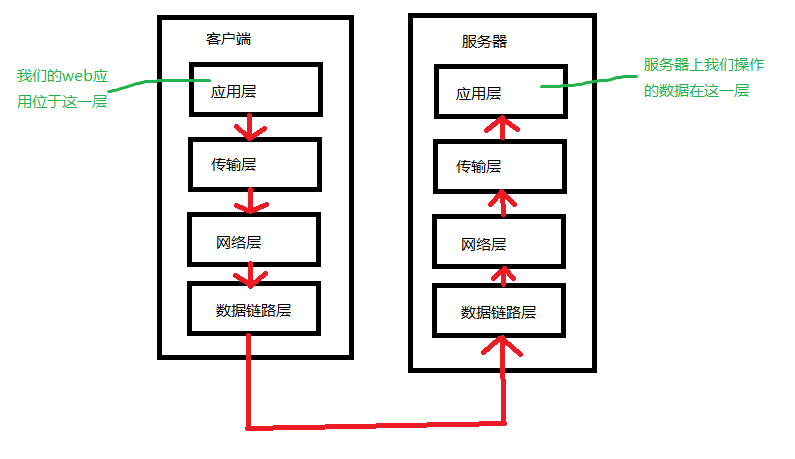 客户端
我们的web应
用位于这一层
应用层
传输层
网络层
数据链路层
服务器
服务器上我们操作
的数据在这一层
应用层
传输层
网络层
数据链路层